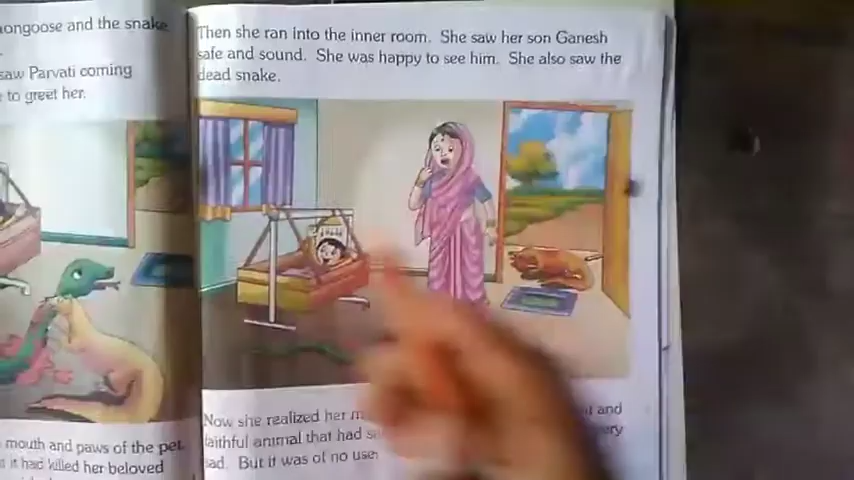 mongoose and the snake.
saw Parvati coming
to greet her.
mouth and paws of the pet.
it had killed her beloved
Then she ran into the inner room. She saw her son Ganesh
safe and sound. She was happy to see him. She also saw the
dead snake.
Now she realized her
and
faithful animal that had
sad. But it was of no use